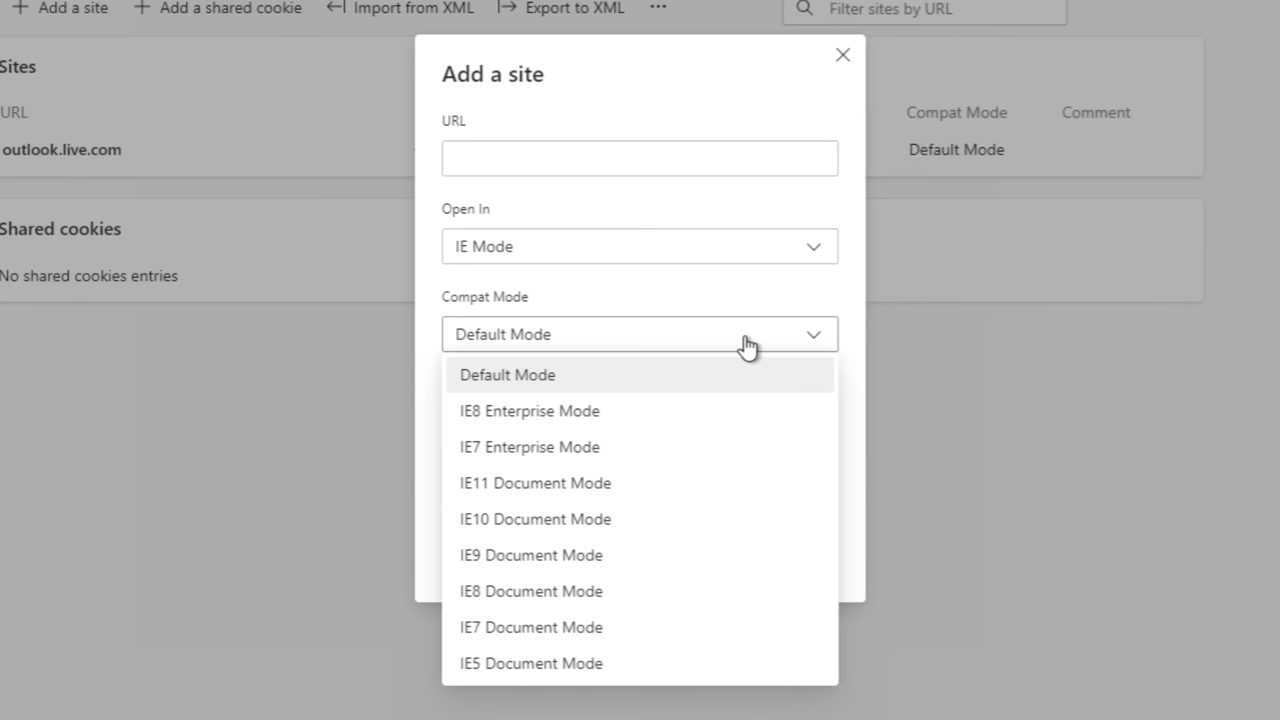 Add a site Add a shared cookie Import from XML Export to XML ... Filter sites by URL
Sites
URL Compat Mode Comment
outlook.live.com Default Mode
Shared cookies
No shared cookies entries
Add a site
URL
Open In
IE Mode
Compat Mode
Default Mode
Default Mode
IE8 Enterprise Mode
IE7 Enterprise Mode
IE11 Document Mode
IE10 Document Mode
IE9 Document Mode
IE8 Document Mode
IE7 Document Mode
IE5 Document Mode